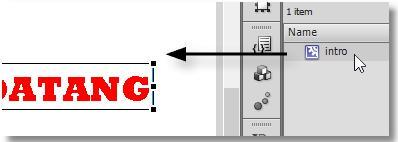 1 item
Name
intro
DATANG